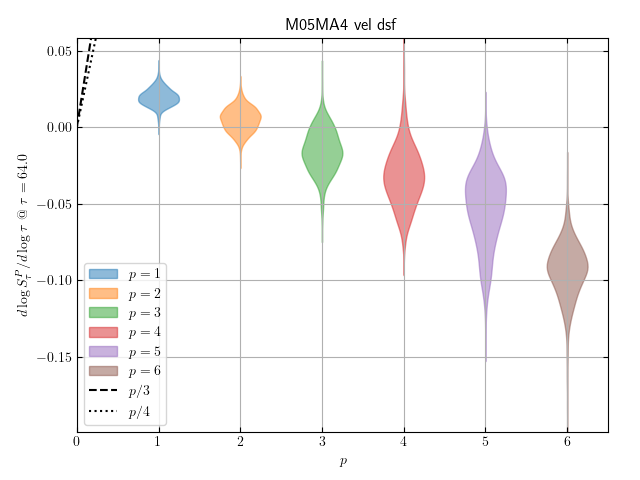 M05MA4 vel dsf
d log S_τ^P / d log τ @ τ = 64.0
0.05
0.00
−0.05
−0.10
−0.15
p = 1
p = 2
p = 3
p = 4
p = 5
p = 6
p/3
p/4
0 1 2 3 4 5 6
p